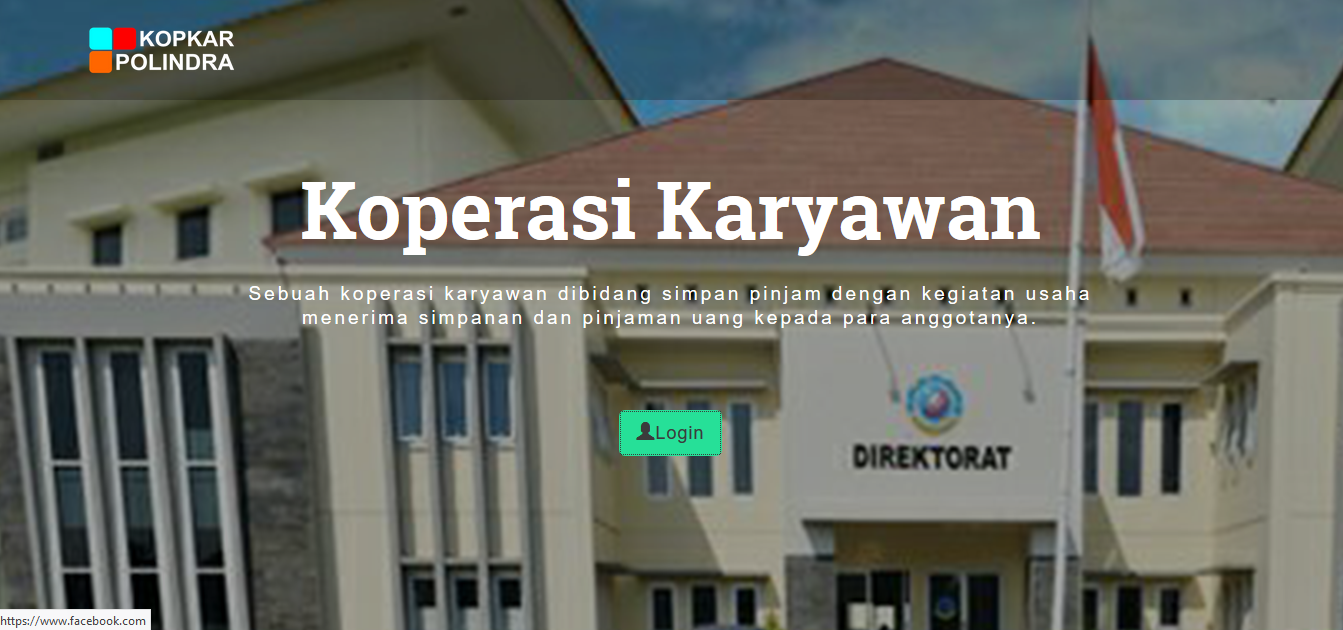 KOPKAR
POLINDRA
Koperasi Karyawan
Sebuah koperasi karyawan dibidang simpan pinjam dengan kegiatan usaha
menerima simpanan dan pinjaman uang kepada para anggotanya.
Login
DIREKTORAT
https://www.facebook.com